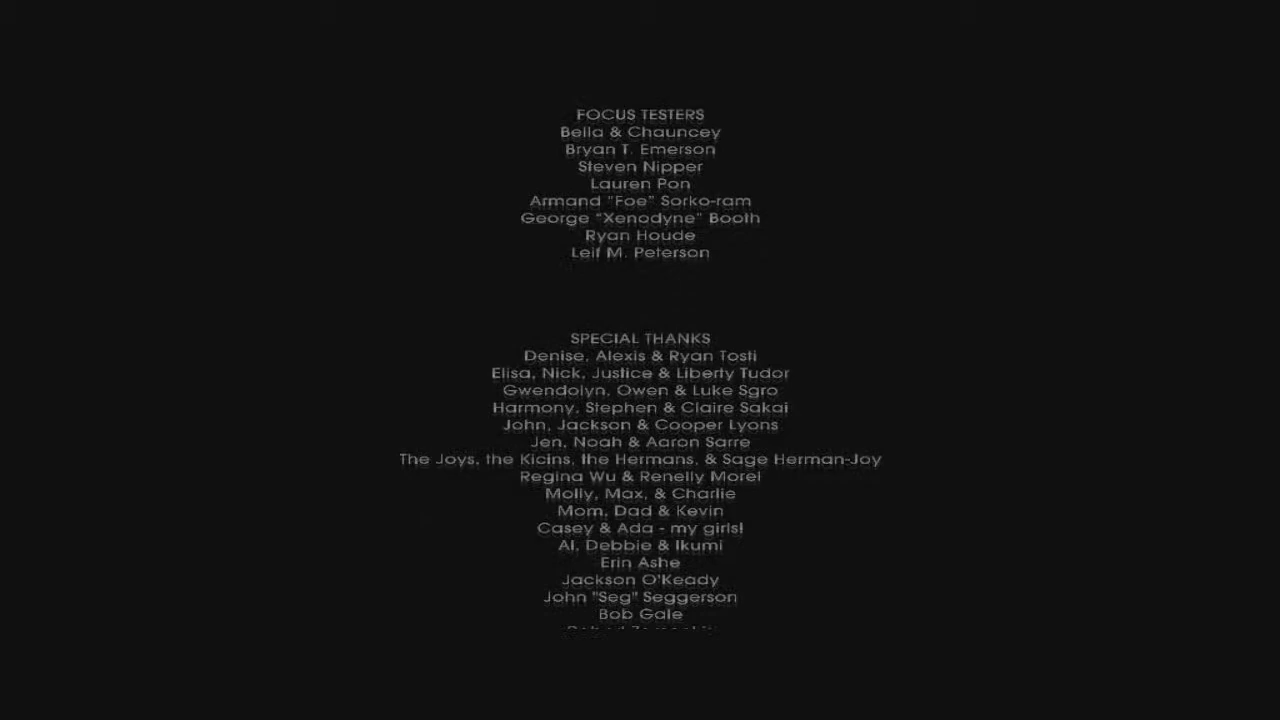 FOCUS TESTERS
Bella & Chauncey
Bryan T. Emerson
Steven Nipper
Lauren Pon
Armand "Foe" Sorko-ram
George "Xenodyne" Booth
Ryan Houde
Leif M. Peterson
SPECIAL THANKS
Denise, Alexis & Ryan Tosti
Elisa, Nick, Justice & Liberty Tudor
Gwendolyn, Owen & Luke Sgro
Harmony, Stephen & Claire Sakai
John, Jackson & Cooper Lyons
Jen, Noah & Aaron Sarre
The Joys, the Kicins, the Hermans, & Sage Herman-Joy
Regina Wu & Renelly Morel
Molly, Max, & Charlie
Mom, Dad & Kevin
Casey & Ada - my girls!
Al, Debbie & Ikumi
Erin Ashe
Jackson O'Keady
John "Seg" Seggerson
Bob Gale